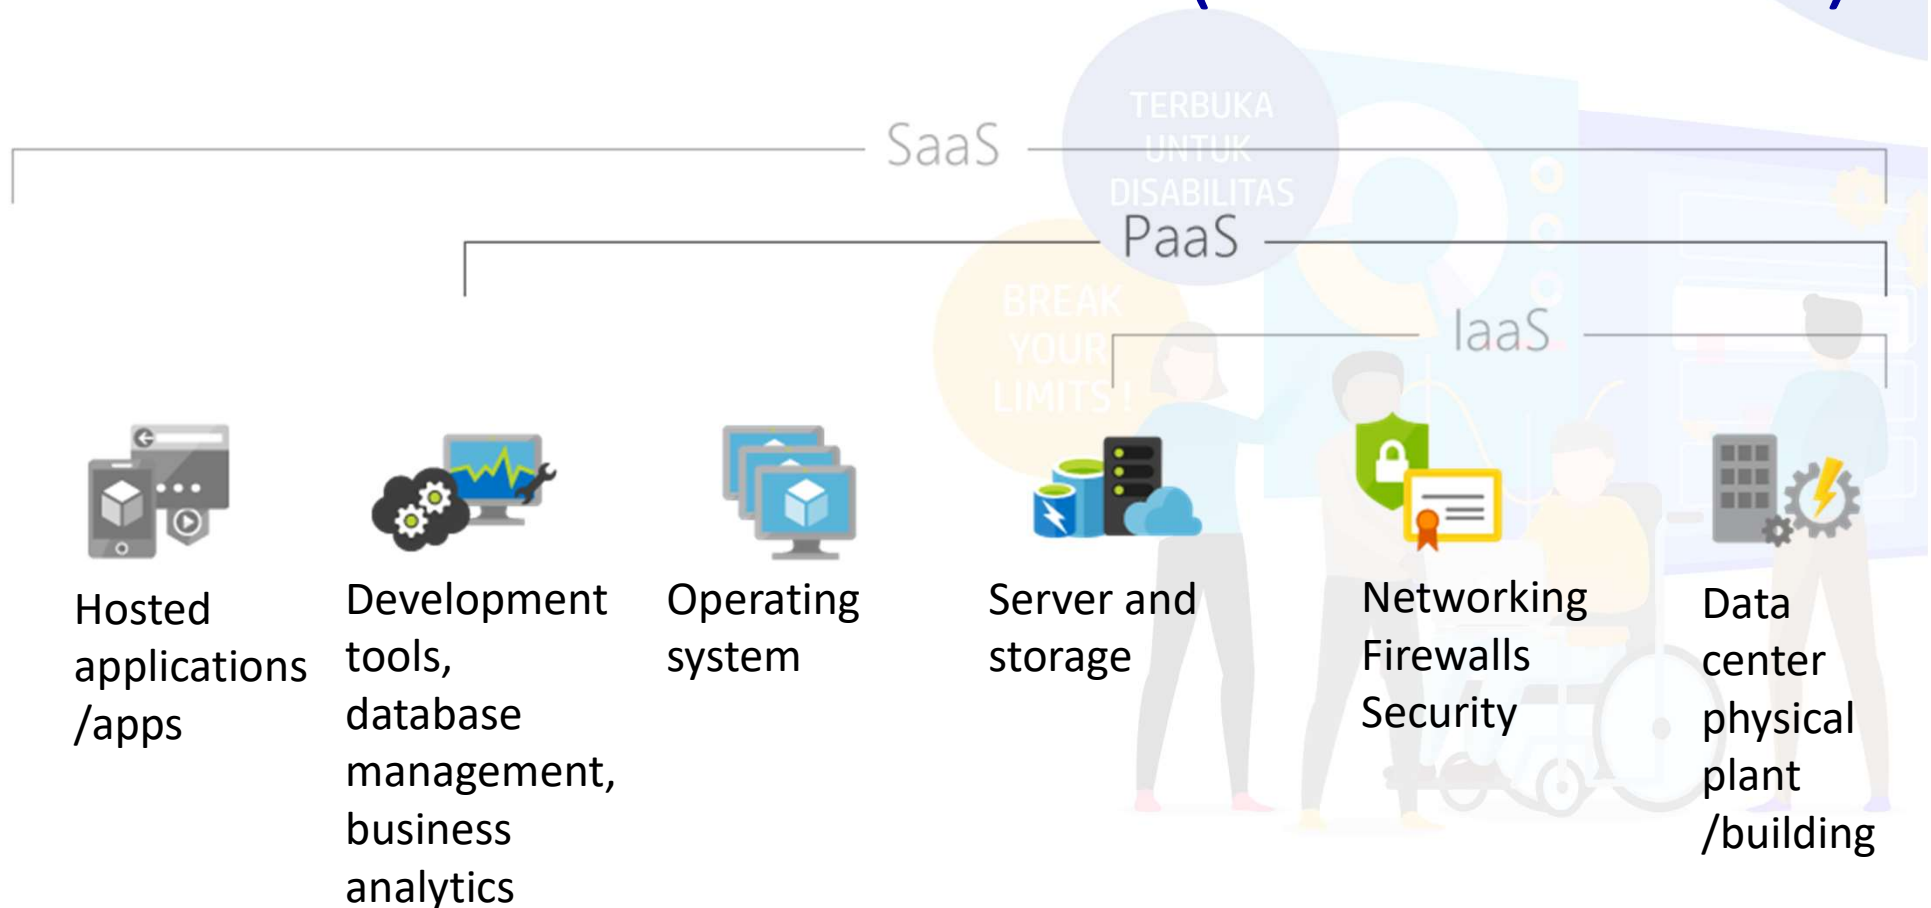 TERBUKA
UNTUK
DISABILITAS
SaaS
PaaS
BREAK
YOUR
LIMITS !
IaaS
Hosted
applications
/apps
Development
tools,
database
management,
business
analytics
Operating
system
Server and
storage
Networking
Firewalls
Security
Data
center
physical
plant
/building